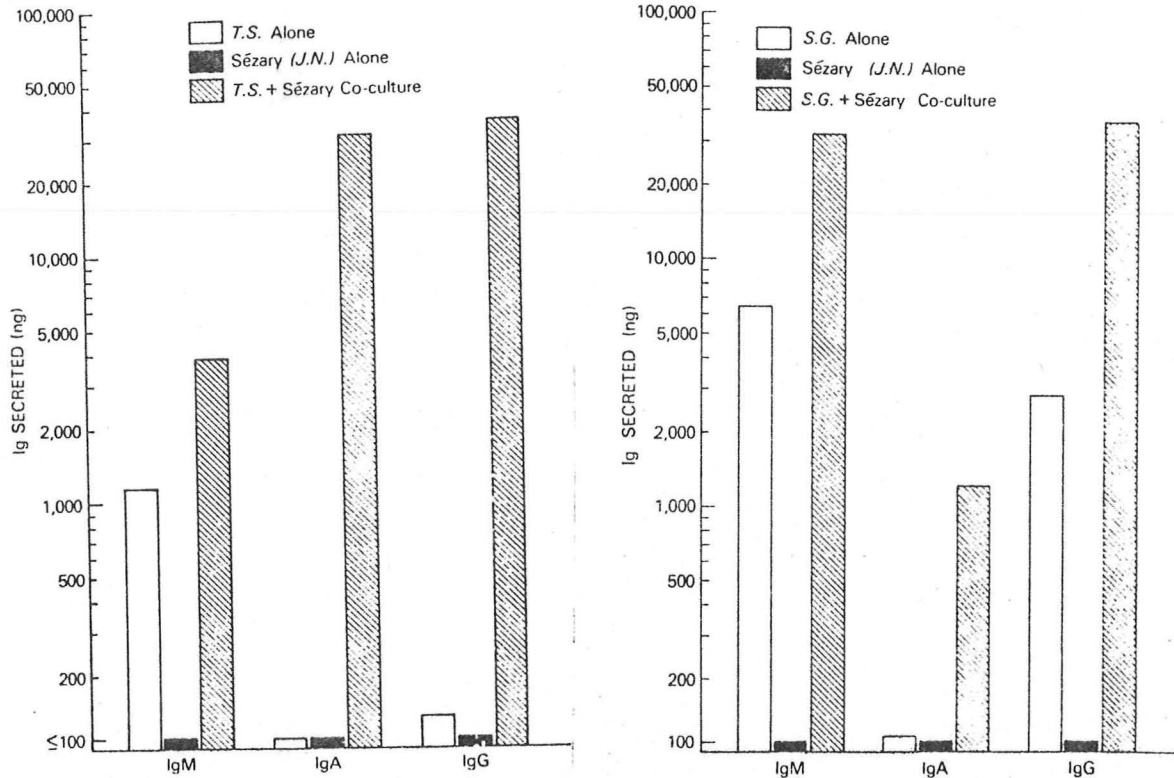 T.S. Alone
Sézary (J.N.) Alone
T.S. + Sézary Co-culture
Ig SECRETED (ng)
100,000
50,000
20,000
10,000
5,000
2,000
1,000
500
200
≤100
IgM
IgA
IgG
S.G. Alone
Sézary (J.N.) Alone
S.G. + Sézary Co-culture
Ig SECRETED (ng)
100,000
50,000
20,000
10,000
5,000
2,000
1,000
500
200
100
IgM
IgA
IgG